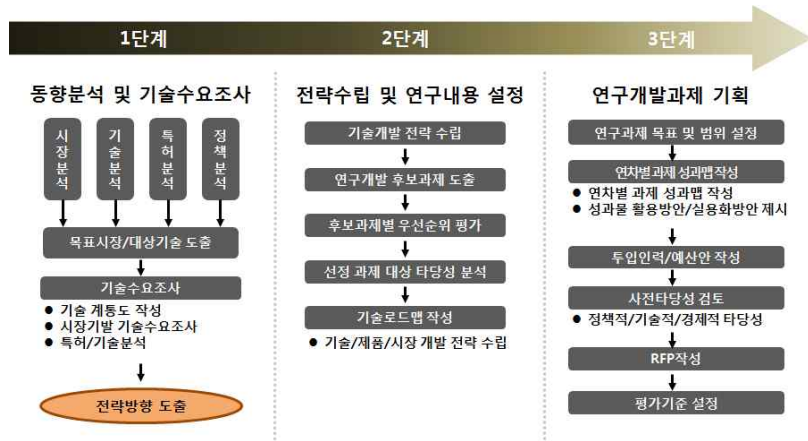 1단계
2단계
3단계
동향분석 및 기술수요조사
시장분석
기술분석
특허분석
정책분석
목표시장/대상기술 도출
기술수요조사
● 기술 계통도 작성
● 시장기발 기술수요조사
● 특허/기술분석
전략방향 도출
전략수립 및 연구내용 설정
기술개발 전략 수립
연구개발 후보과제 도출
후보과제별 우선순위 평가
선정 과제 대상 타당성 분석
기술로드맵 작성
● 기술/제품/시장 개발 전략 수립
연구개발과제 기획
연구과제 목표 및 범위 설정
연차별과제 성과맵작성
● 연차별 과제 성과맵 작성
● 성과물 활용방안/실용화방안 제시
투입인력/예산안 작성
사전타당성 검토
● 정책적/기술적/경제적 타당성
RFP작성
평가기준 설정